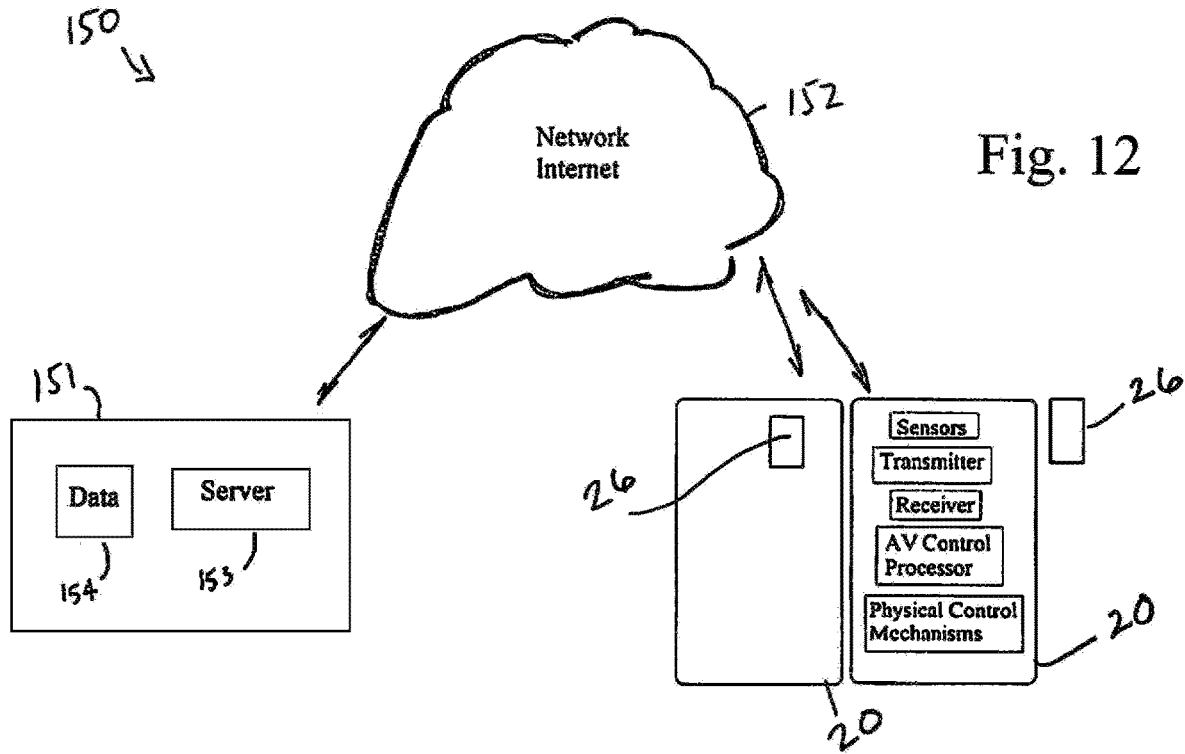 150
152
Network
Internet
Fig. 12
151
Data
Server
154
153
26
26
Sensors
Transmitter
Receiver
AV Control
Processor
Physical Control
Mechanisms
20
20